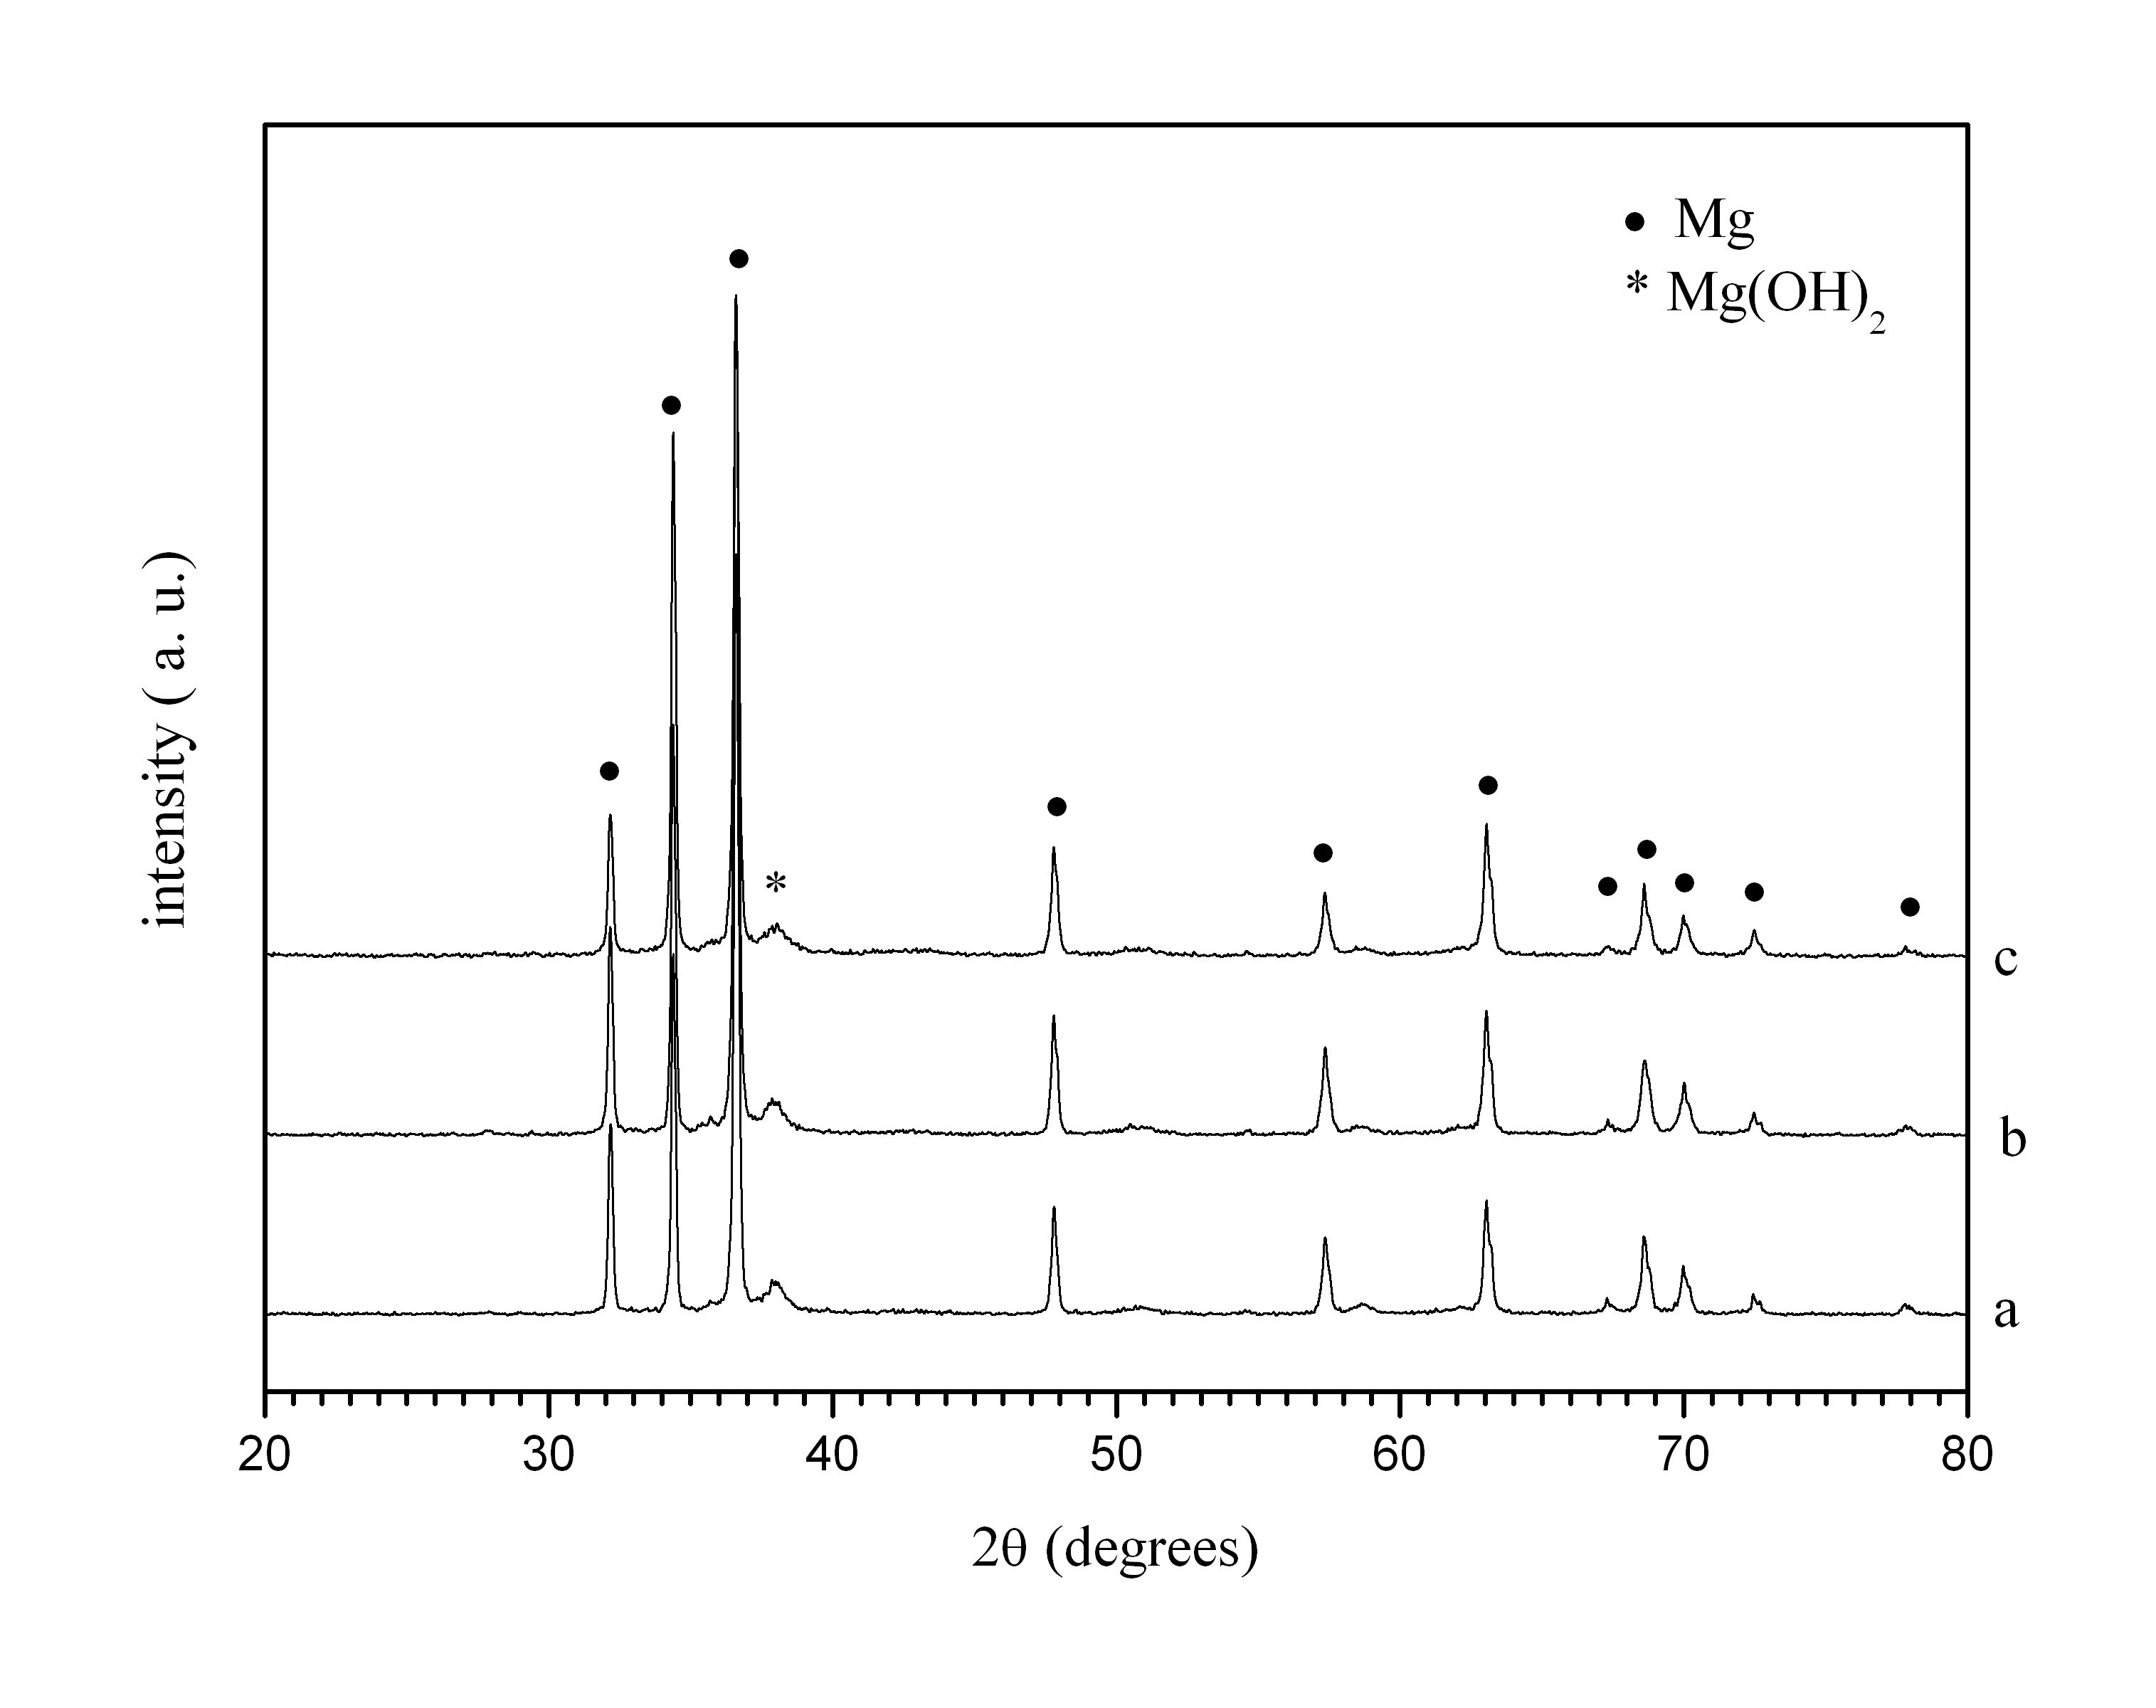 ● Mg
* Mg(OH)2
intensity ( a. u.)
*
c
b
a
20 30 40 50 60 70 80
2θ (degrees)